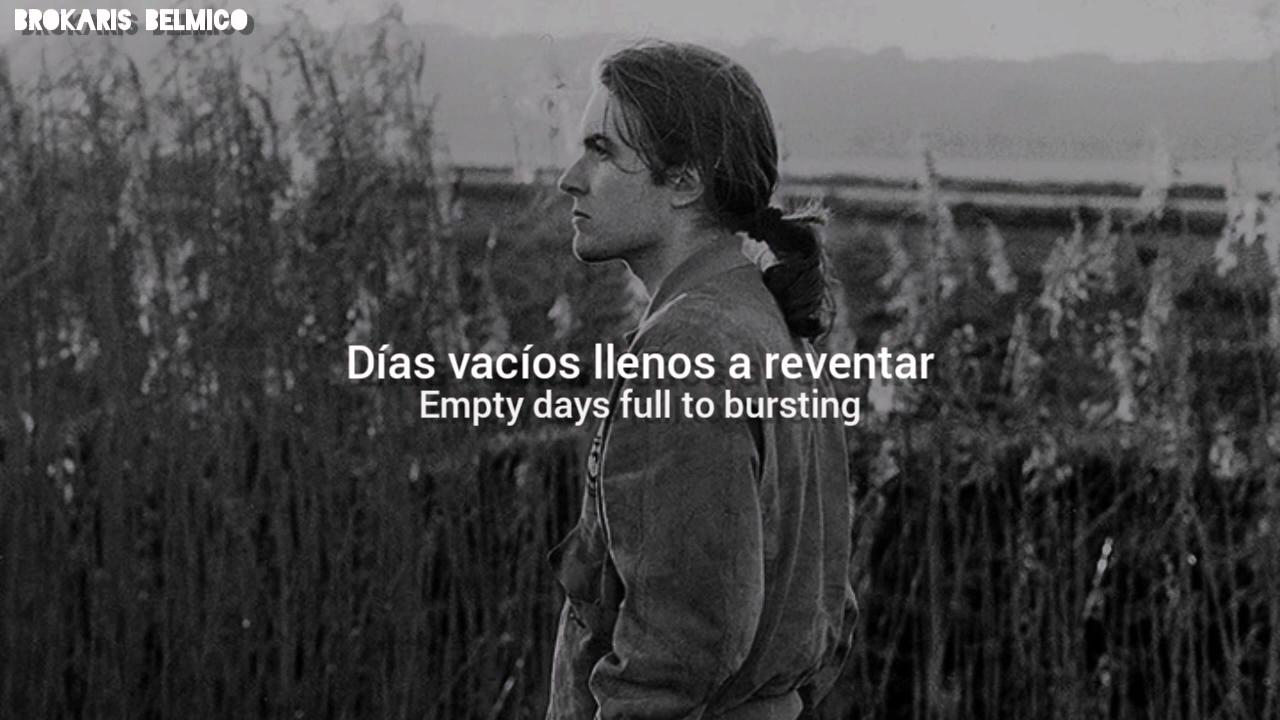 BROKARIS BELMICO
Días vacíos llenos a reventar
Empty days full to bursting